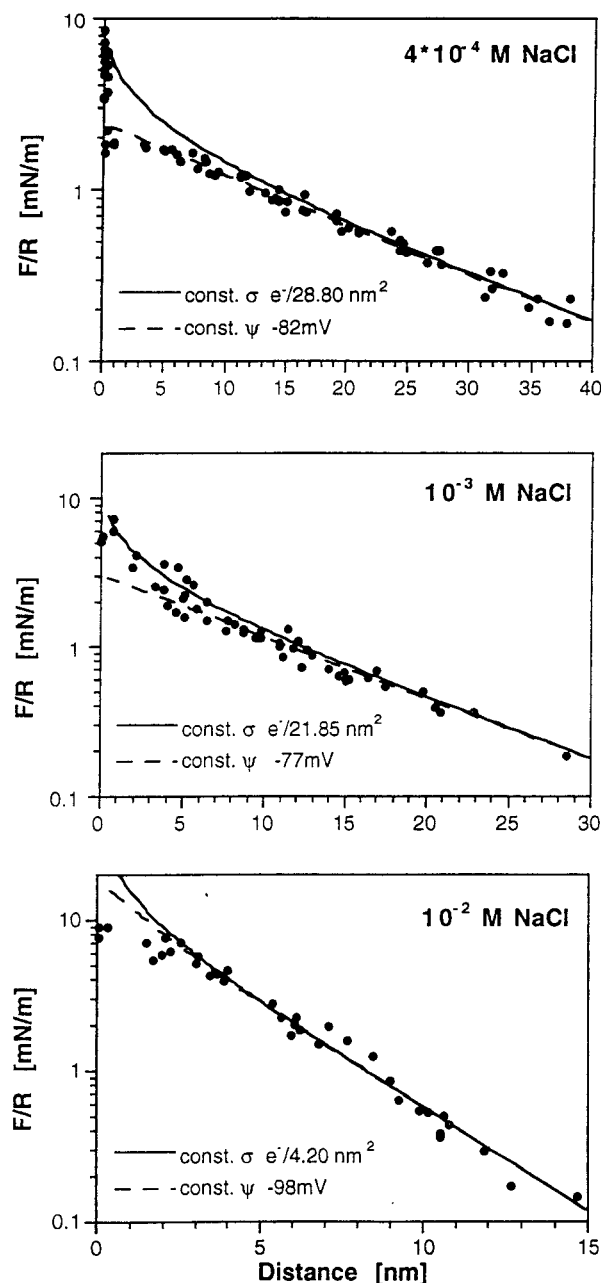 4*10⁻⁴ M NaCl
10
1
0.1
F/R [mN/m]
const. σ e⁻/28.80 nm²
const. ψ -82mV
0 5 10 15 20 25 30 35 40
10⁻³ M NaCl
10
1
0.1
F/R [mN/m]
const. σ e⁻/21.85 nm²
const. ψ -77mV
0 5 10 15 20 25 30
10⁻² M NaCl
10
1
0.1
F/R [mN/m]
const. σ e⁻/4.20 nm²
const. ψ -98mV
0 5 10 15
Distance [nm]